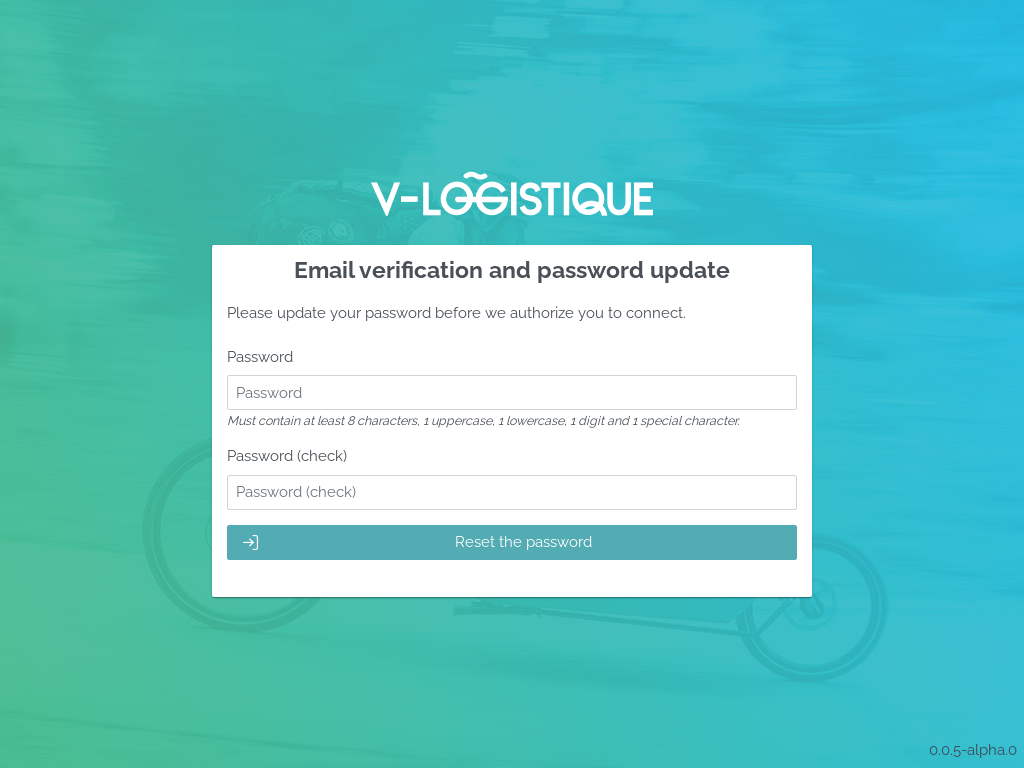 V-LOGISTIQUE
Email verification and password update
Please update your password before we authorize you to connect.
Password
Password
Must contain at least 8 characters, 1 uppercase, 1 lowercase, 1 digit and 1 special character.
Password (check)
Password (check)
Reset the password
0.0.5-alpha.0